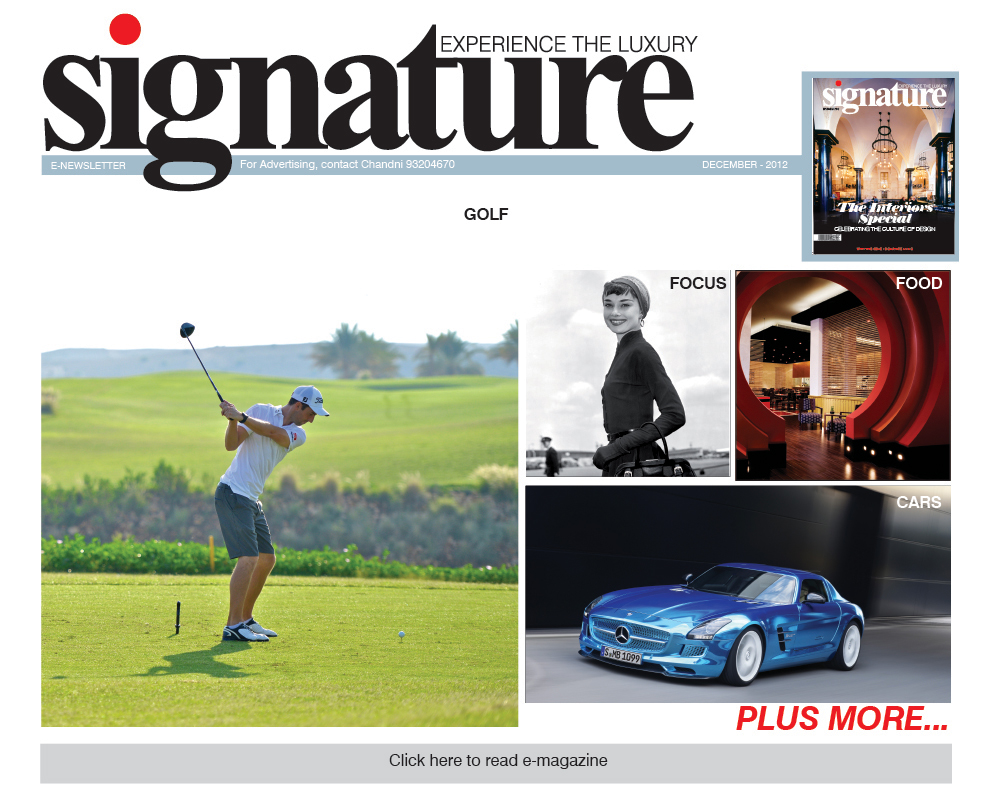 signature
EXPERIENCE THE LUXURY
E-NEWSLETTER
For Advertising, contact Chandni 93204670
DECEMBER - 2012
signature
EXPERIENCE THE LUXURY
The Interiors
Special
CELEBRATING THE CULTURE OF DESIGN
GOLF
FOCUS
FOOD
CARS
S MB 1099
PLUS MORE...
Click here to read e-magazine